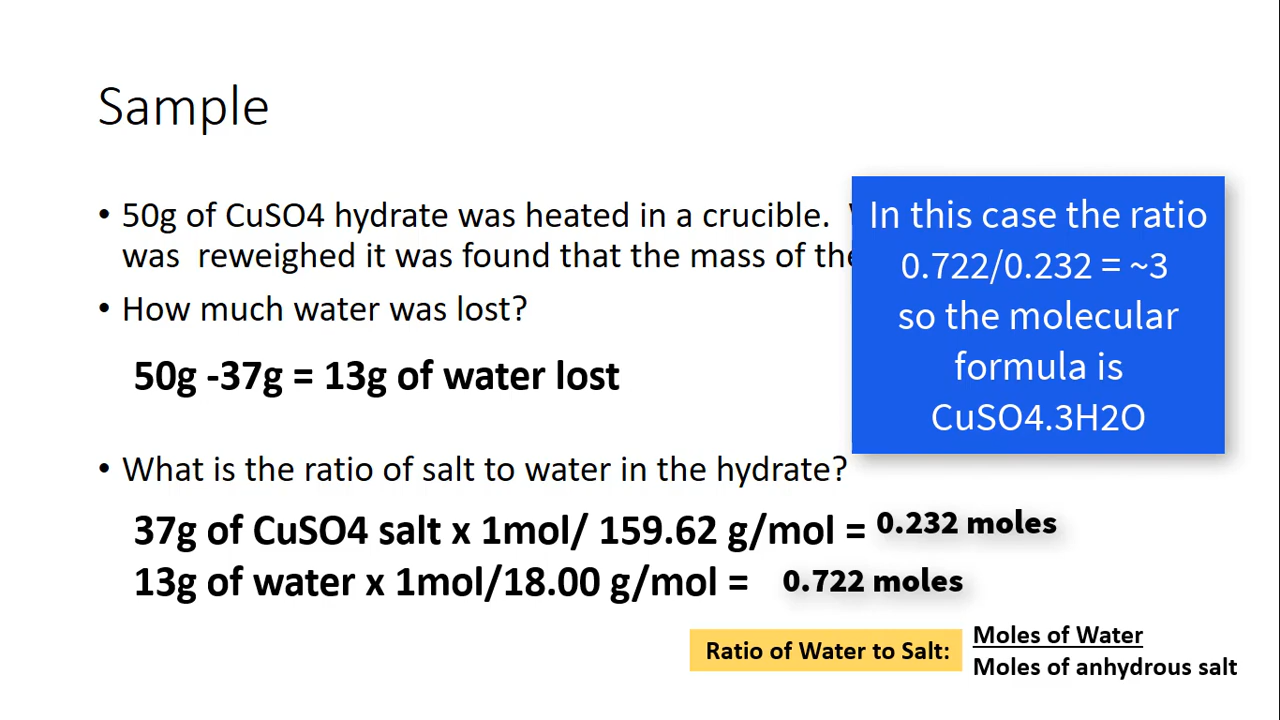 Sample
• 50g of CuSO4 hydrate was heated in a crucible.
was  reweighed it was found that the mass of the
• How much water was lost?
50g -37g = 13g of water lost
In this case the ratio
0.722/0.232 = ~3
so the molecular
formula is
CuSO4.3H2O
• What is the ratio of salt to water in the hydrate?
37g of CuSO4 salt x 1mol/ 159.62 g/mol = 0.232 moles
13g of water x 1mol/18.00 g/mol = 0.722 moles
Ratio of Water to Salt:
Moles of Water
Moles of anhydrous salt